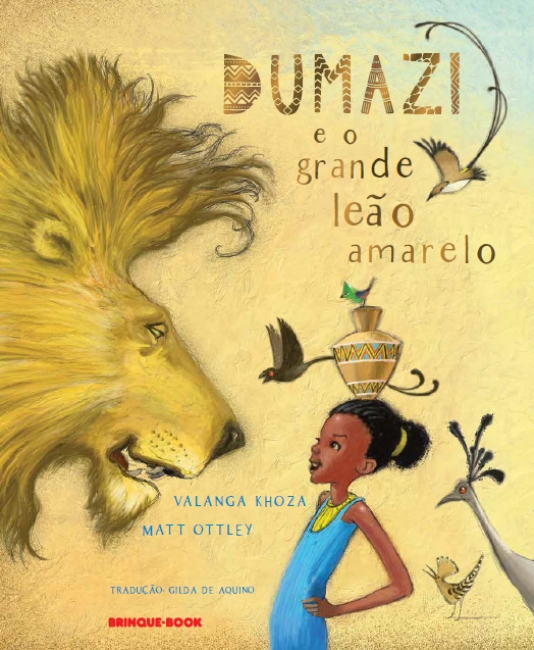 DUMAZI
e o
grande
leão
amarelo
VALANGA KHOZA
MATT OTTLEY
TRADUÇÃO: GILDA DE AQUINO
BRINQUE-BOOK